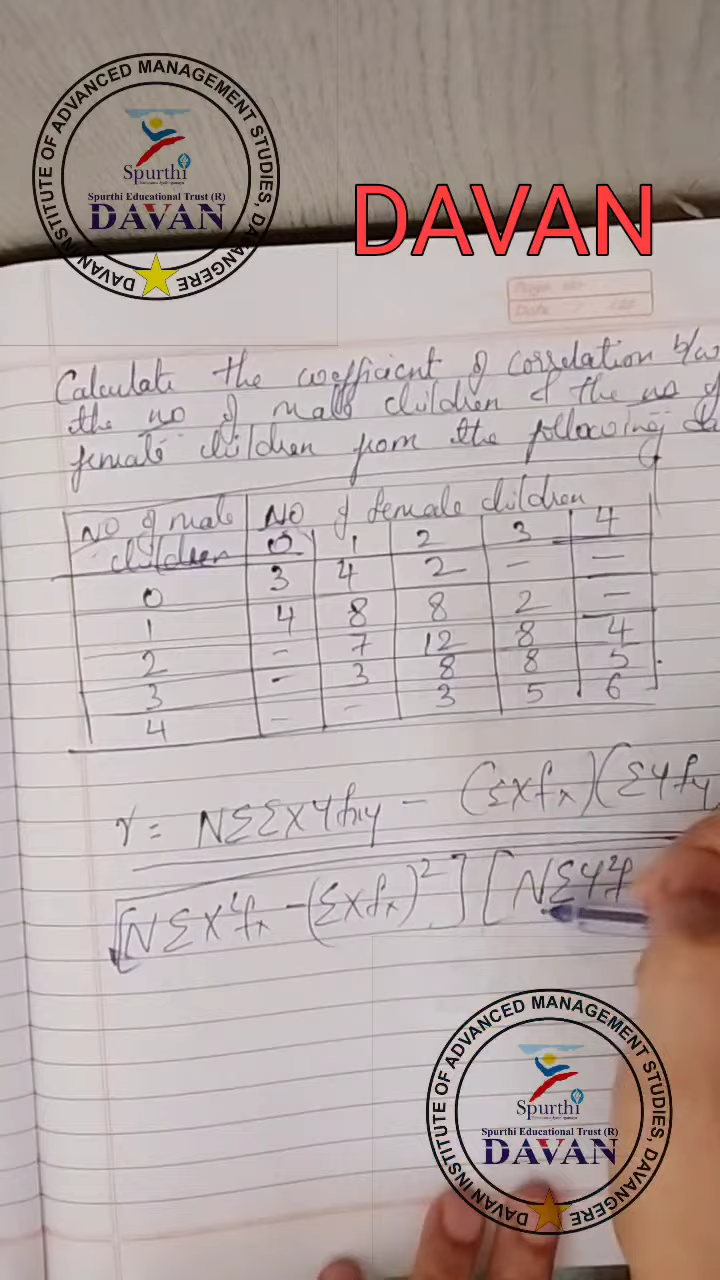 DAVAN INSTITUTE OF ADVANCED MANAGEMENT STUDIES, DAVANGERE
Spurthi
Spurthi Educational Trust (R)
DAVAN
DAVAN
Page No
Date
Calculate the coefficient of correlation b/w
the no of male children & the no of
female children from the following
No of male children | No of female children
0 1 2 3 4
0 3 4 2 - -
1 4 8 8 2 -
2 - 7 12 8 4
3 - 3 8 8 5
4 - - 3 5 6
r = NΣΣXYfxy - (ΣXfx)(ΣYfy
√[NΣX²fx - (Σxfx)²] [NΣY²f
DAVAN INSTITUTE OF ADVANCED MANAGEMENT STUDIES, DAVANGERE
Spurthi
Spurthi Educational Trust (R)
DAVAN